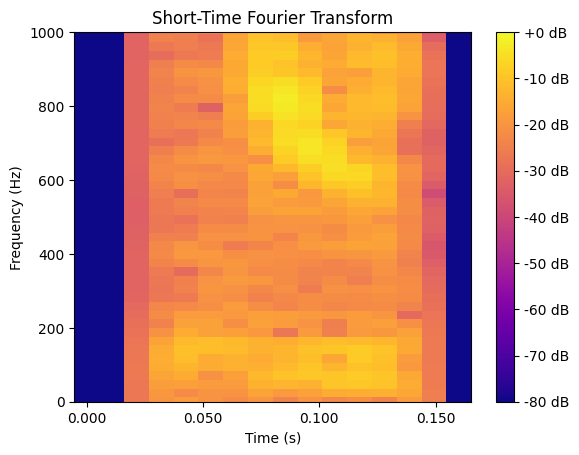 Short-Time Fourier Transform
1000
800
600
400
200
0
Frequency (Hz)
0.000
0.050
0.100
0.150
Time (s)
+0 dB
-10 dB
-20 dB
-30 dB
-40 dB
-50 dB
-60 dB
-70 dB
-80 dB